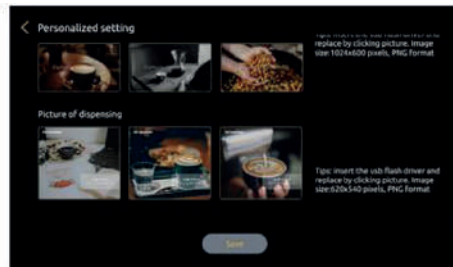 Personalized setting
replace by clicking picture. Image
size:1024x600 pixels, PNG format
Picture of dispensing
Tips: insert the usb flash driver and
replace by clicking picture. Image
size:620x540 pixels, PNG format
Save